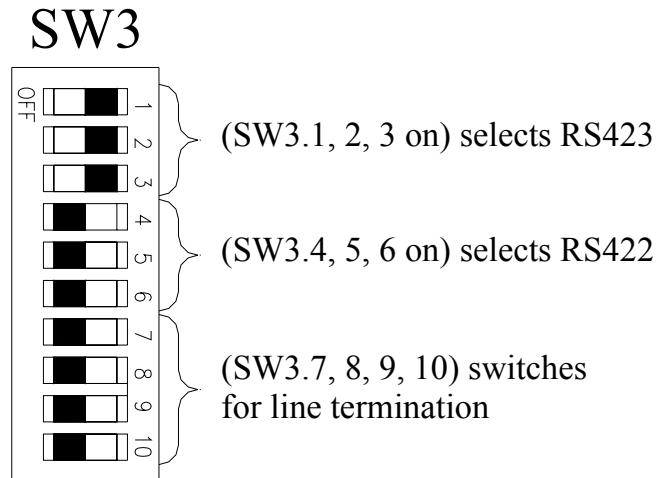 SW3
OFF
1
2
3
4
5
6
7
8
9
10
(SW3.1, 2, 3 on) selects RS423
(SW3.4, 5, 6 on) selects RS422
(SW3.7, 8, 9, 10) switches
for line termination